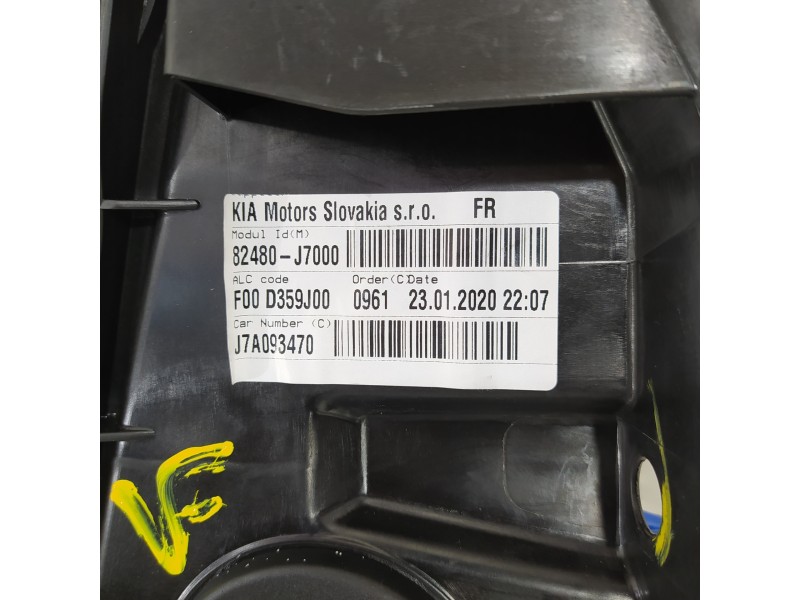 KIA Motors Slovakia s.r.o. FR
Modul Id(M)
82480-J7000
ALC code Order(C)Date
F00 D359J00 0961 23.01.2020 22:07
Car Number (C)
J7A093470
VF